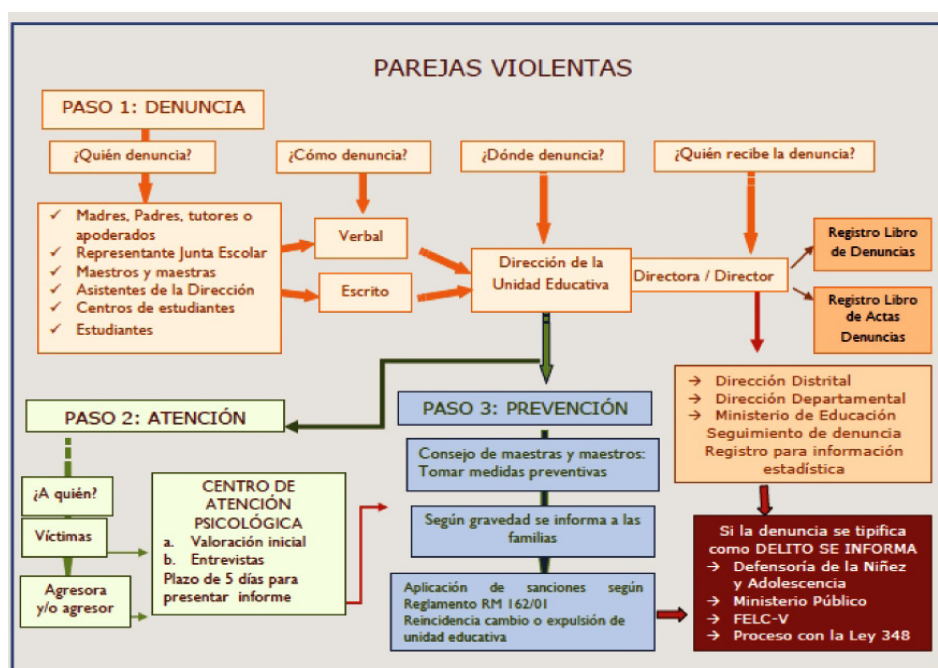 PAREJAS VIOLENTAS
PASO 1: DENUNCIA
¿Quién denuncia?
¿Cómo denuncia?
¿Dónde denuncia?
¿Quién recibe la denuncia?
✓ Madres, Padres, tutores o
apoderados
✓ Representante Junta Escolar
✓ Maestros y maestras
✓ Asistentes de la Dirección
✓ Centros de estudiantes
✓ Estudiantes
Verbal
Escrito
Dirección de la
Unidad Educativa
Directora / Director
Registro Libro
de Denuncias
Registro Libro
de Actas
Denuncias
→ Dirección Distrital
→ Dirección Departamental
→ Ministerio de Educación
Seguimiento de denuncia
Registro para información
estadística
PASO 2: ATENCIÓN
¿A quién?
Víctimas
Agresora
y/o agresor
CENTRO DE
ATENCIÓN
PSICOLÓGICA
a. Valoración inicial
b. Entrevistas
Plazo de 5 días para
presentar informe
PASO 3: PREVENCIÓN
Consejo de maestras y maestros:
Tomar medidas preventivas
Según gravedad se informa a las
familias
Aplicación de sanciones según
Reglamento RM 162/01
Reincidencia cambio o expulsión de
unidad educativa
Si la denuncia se tipifica
como DELITO SE INFORMA
→ Defensoría de la Niñez
y Adolescencia
→ Ministerio Público
→ FELC-V
→ Proceso con la Ley 348